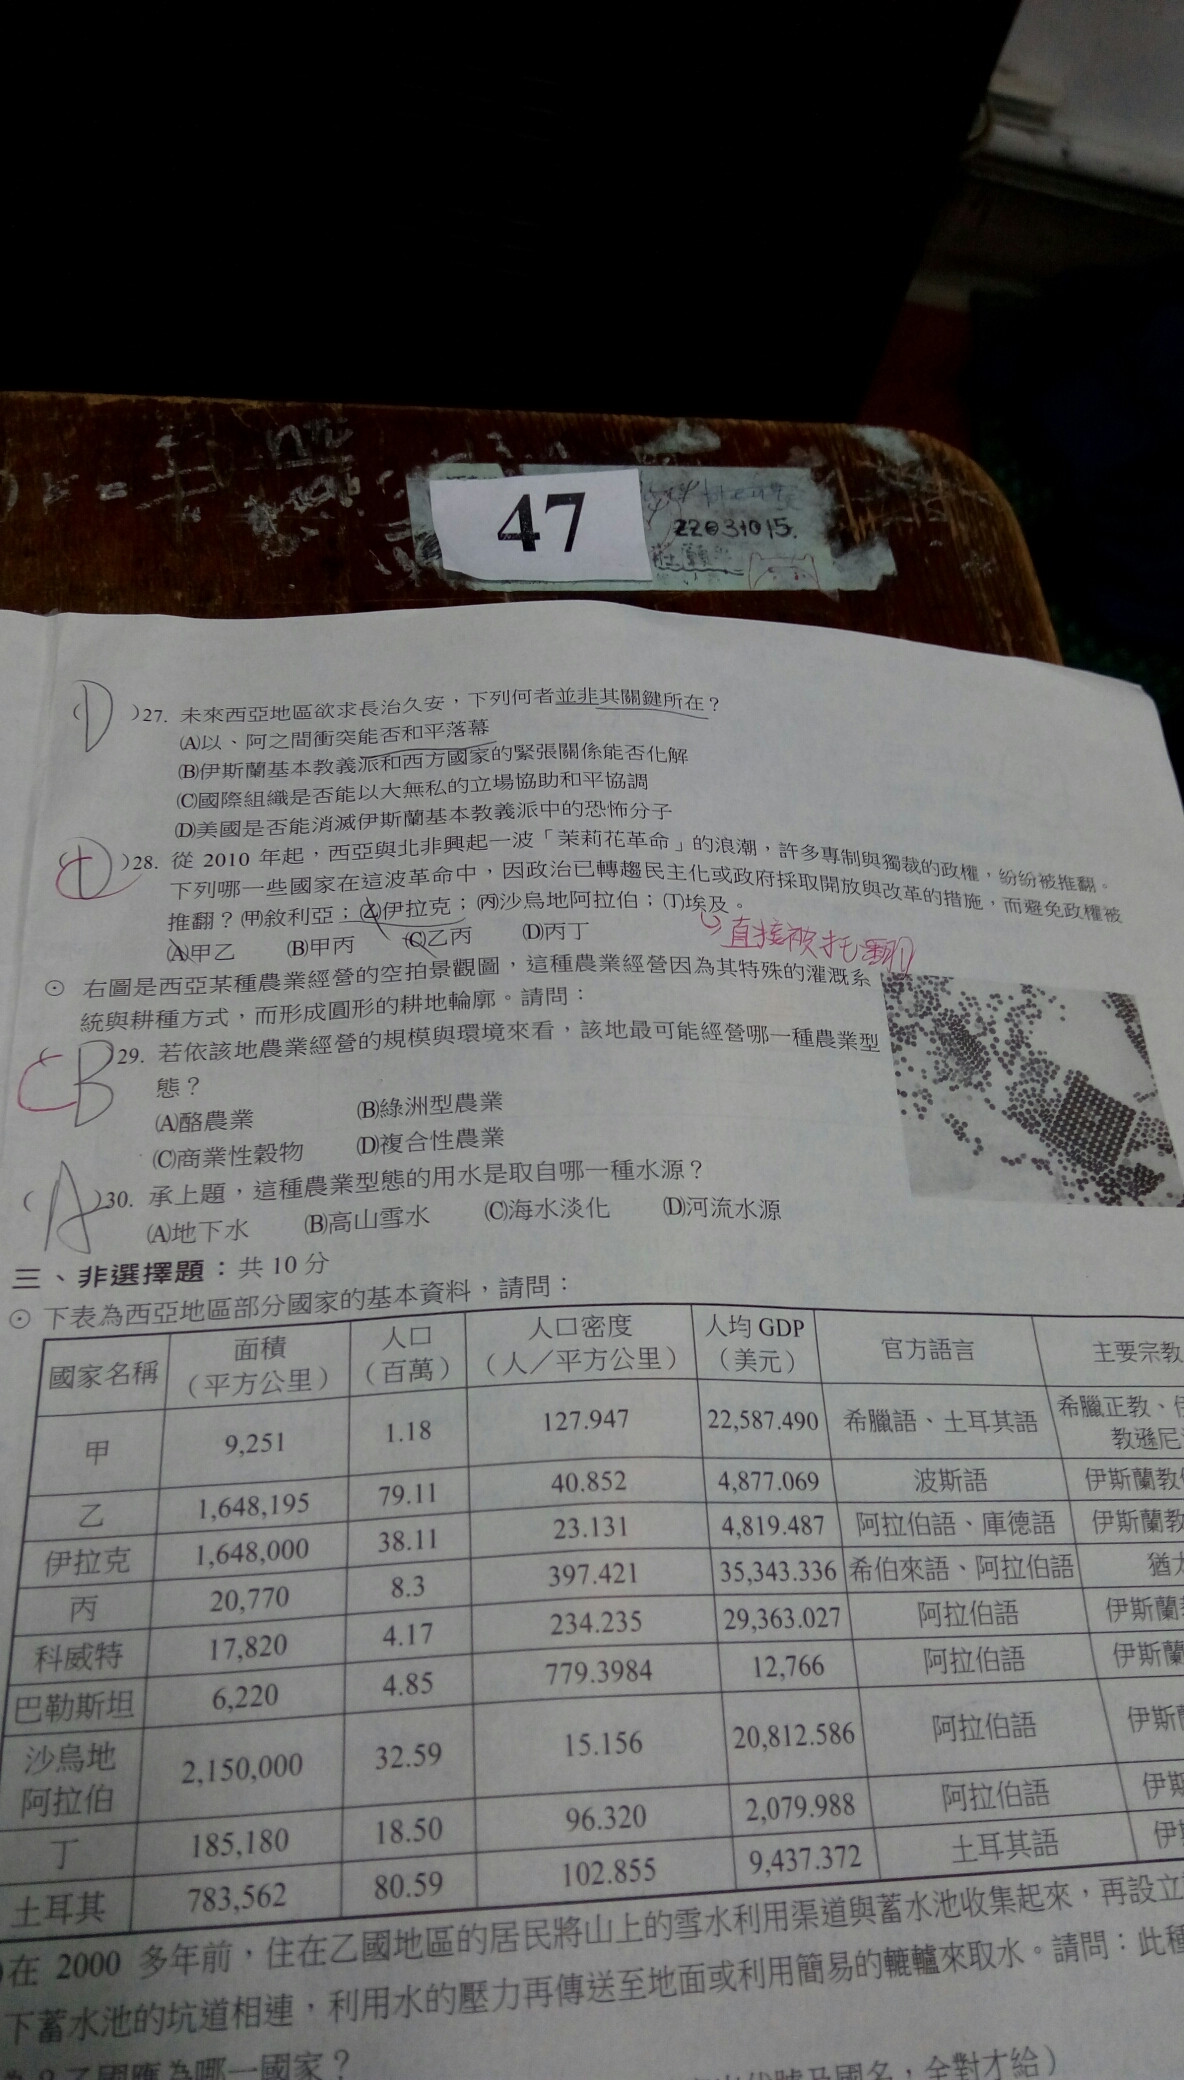 47
22031015.
D
)27. 未來西亞地區欲求長治久安，下列何者並非其關鍵所在？
(A)以、阿之間衝突能否和平落幕
(B)伊斯蘭基本教義派和西方國家的緊張關係能否化解
(C)國際組織是否能以大無私的立場協助和平協調
(D)美國是否能消滅伊斯蘭基本教義派中的恐怖分子
)28. 從 2010 年起，西亞與北非興起一波「茉莉花革命」的浪潮，許多專制與獨裁的政權，紛紛被推翻。
下列哪一些國家在這波革命中，因政治已轉趨民主化或政府採取開放與改革的措施，而避免政權被
推翻？(甲)敘利亞；(乙)伊拉克；(丙)沙烏地阿拉伯；(丁)埃及。
直接被推翻
(A)甲乙 (B)甲丙 (C)乙丙 (D)丙丁
⊙ 右圖是西亞某種農業經營的空拍景觀圖，這種農業經營因為其特殊的灌溉系
統與耕種方式，而形成圓形的耕地輪廓。請問：
C B
29. 若依該地農業經營的規模與環境來看，該地最可能經營哪一種農業型
態？
(A)酪農業 (B)綠洲型農業
(C)商業性穀物 (D)複合性農業
( A )30. 承上題，這種農業型態的用水是取自哪一種水源？
(A)地下水 (B)高山雪水 (C)海水淡化 (D)河流水源
三、非選擇題：共 10 分
⊙ 下表為西亞地區部分國家的基本資料，請問：
國家名稱 面積（平方公里） 人口（百萬） 人口密度（人／平方公里） 人均 GDP（美元） 官方語言 主要宗教
甲 9,251 1.18 127.947 22,587.490 希臘語、土耳其語 希臘正教、伊
教遜尼
乙 1,648,195 79.11 40.852 4,877.069 波斯語 伊斯蘭教
伊拉克 1,648,000 38.11 23.131 4,819.487 阿拉伯語、庫德語 伊斯蘭教
丙 20,770 8.3 397.421 35,343.336 希伯來語、阿拉伯語 猶太
科威特 17,820 4.17 234.235 29,363.027 阿拉伯語 伊斯蘭
巴勒斯坦 6,220 4.85 779.3984 12,766 阿拉伯語 伊斯蘭
沙烏地阿拉伯 2,150,000 32.59 15.156 20,812.586 阿拉伯語 伊斯
丁 185,180 18.50 96.320 2,079.988 阿拉伯語 伊斯
土耳其 783,562 80.59 102.855 9,437.372 土耳其語 伊
)在 2000 多年前，住在乙國地區的居民將山上的雪水利用渠道與蓄水池收集起來，再設立
下蓄水池的坑道相連，利用水的壓力再傳送至地面或利用簡易的轆轤來取水。請問：此種
乙國應為哪一國家？
代號及國名，全對才給）